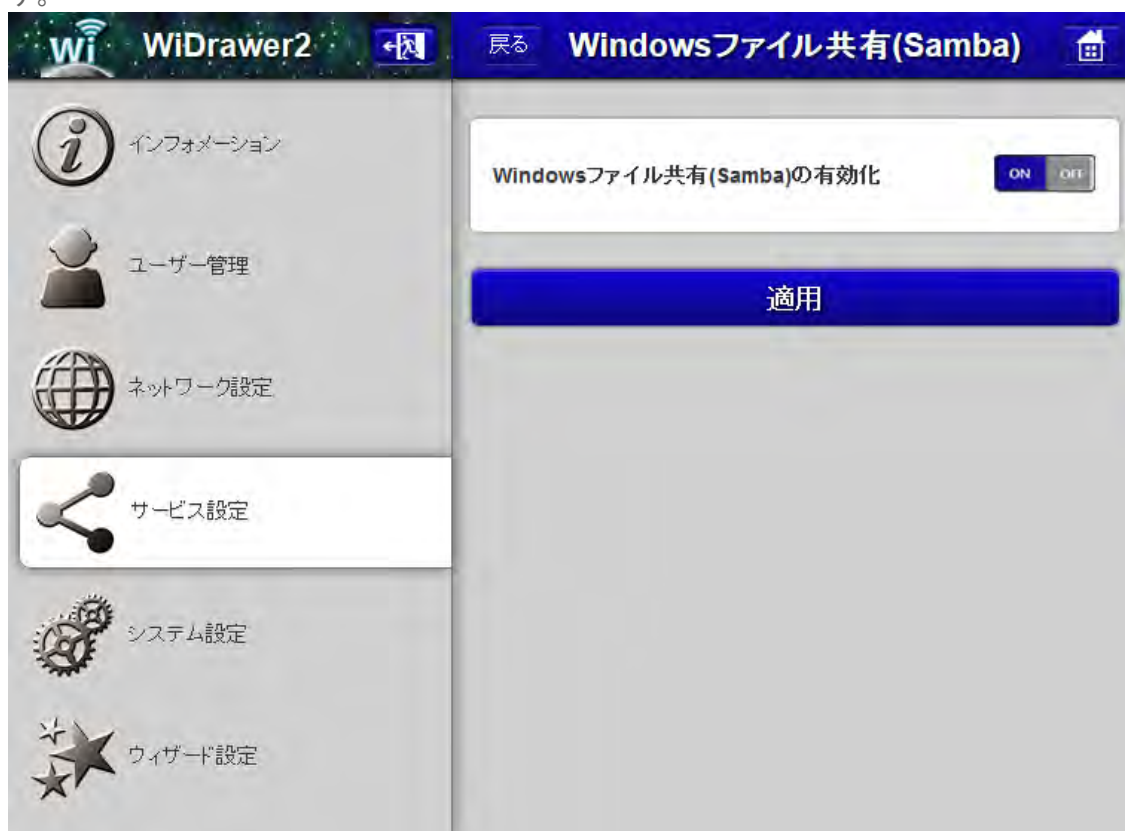 す。
Wi WiDrawer2
戻る Windowsファイル共有(Samba)
インフォメーション
ユーザー管理
ネットワーク設定
サービス設定
システム設定
ウィザード設定
Windowsファイル共有(Samba)の有効化 ON OFF
適用